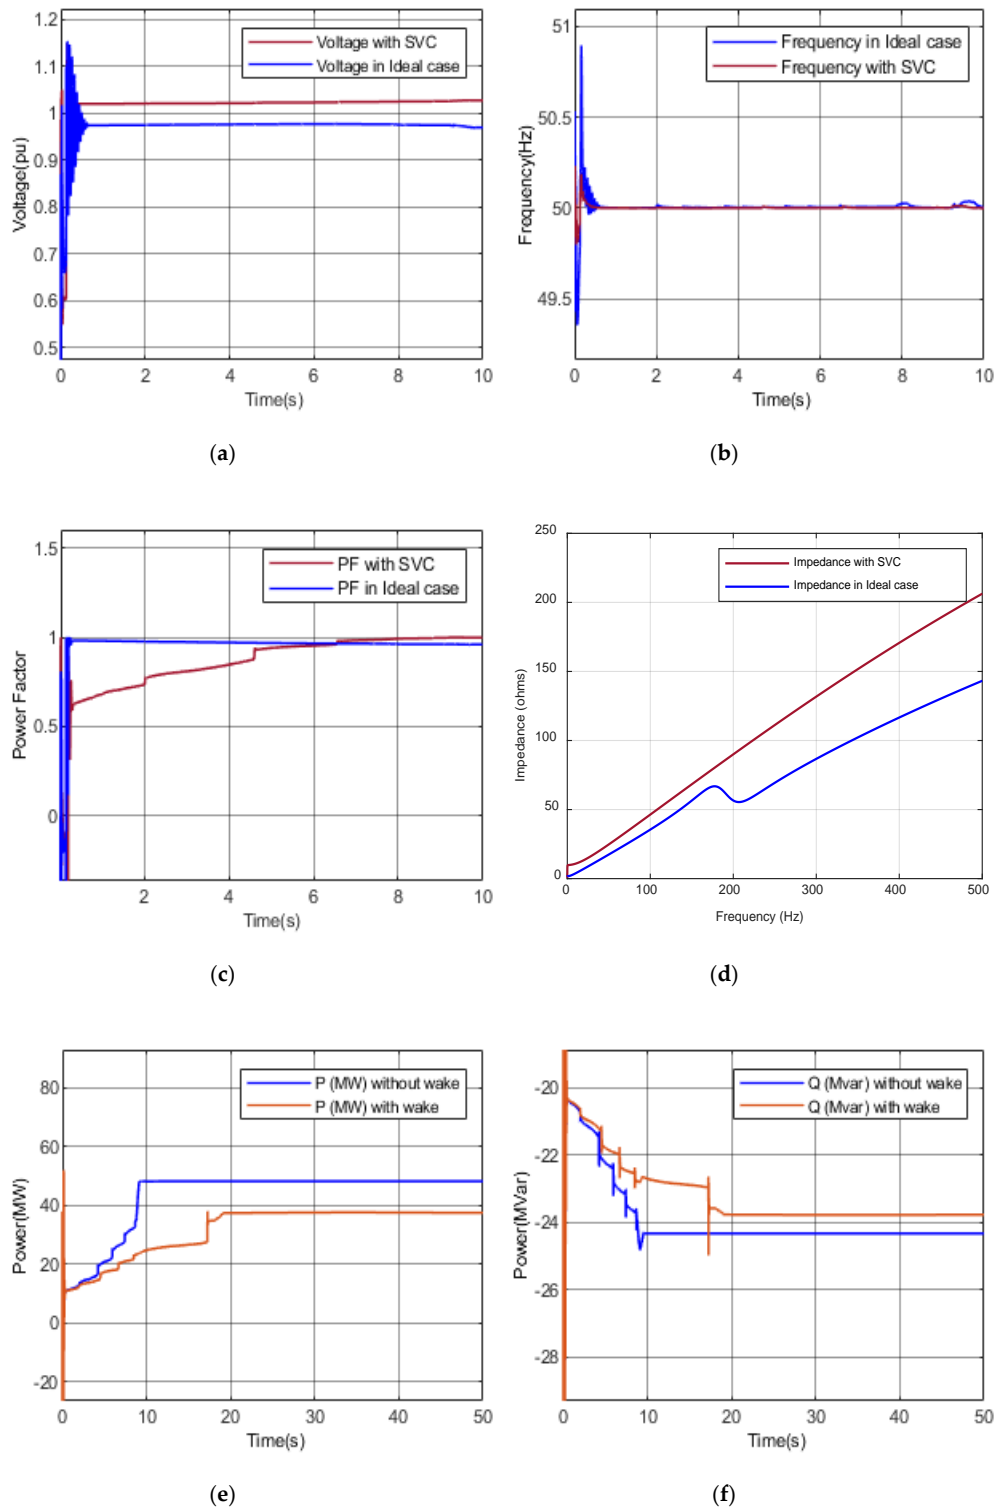 Voltage with SVC
Voltage in Ideal case
1.2
1.1
1
0.9
0.8
0.7
0.6
0.5
Voltage(pu)
0 2 4 6 8 10
Time(s)
(a)
Frequency in Ideal case
Frequency with SVC
51
50.5
50
49.5
Frequency(Hz)
0 2 4 6 8 10
Time(s)
(b)
PF with SVC
PF in Ideal case
1.5
1
0.5
0
Power Factor
2 4 6 8 10
Time(s)
(c)
Impedance with SVC
Impedance in Ideal case
250
200
150
100
50
0
Impedance (ohms)
0 100 200 300 400 500
Frequency (Hz)
(d)
P (MW) without wake
P (MW) with wake
80
60
40
20
0
-20
Power(MW)
0 10 20 30 40 50
Time(s)
(e)
Q (Mvar) without wake
Q (Mvar) with wake
-20
-22
-24
-26
-28
Power(MVar)
0 10 20 30 40 50
Time(s)
(f)